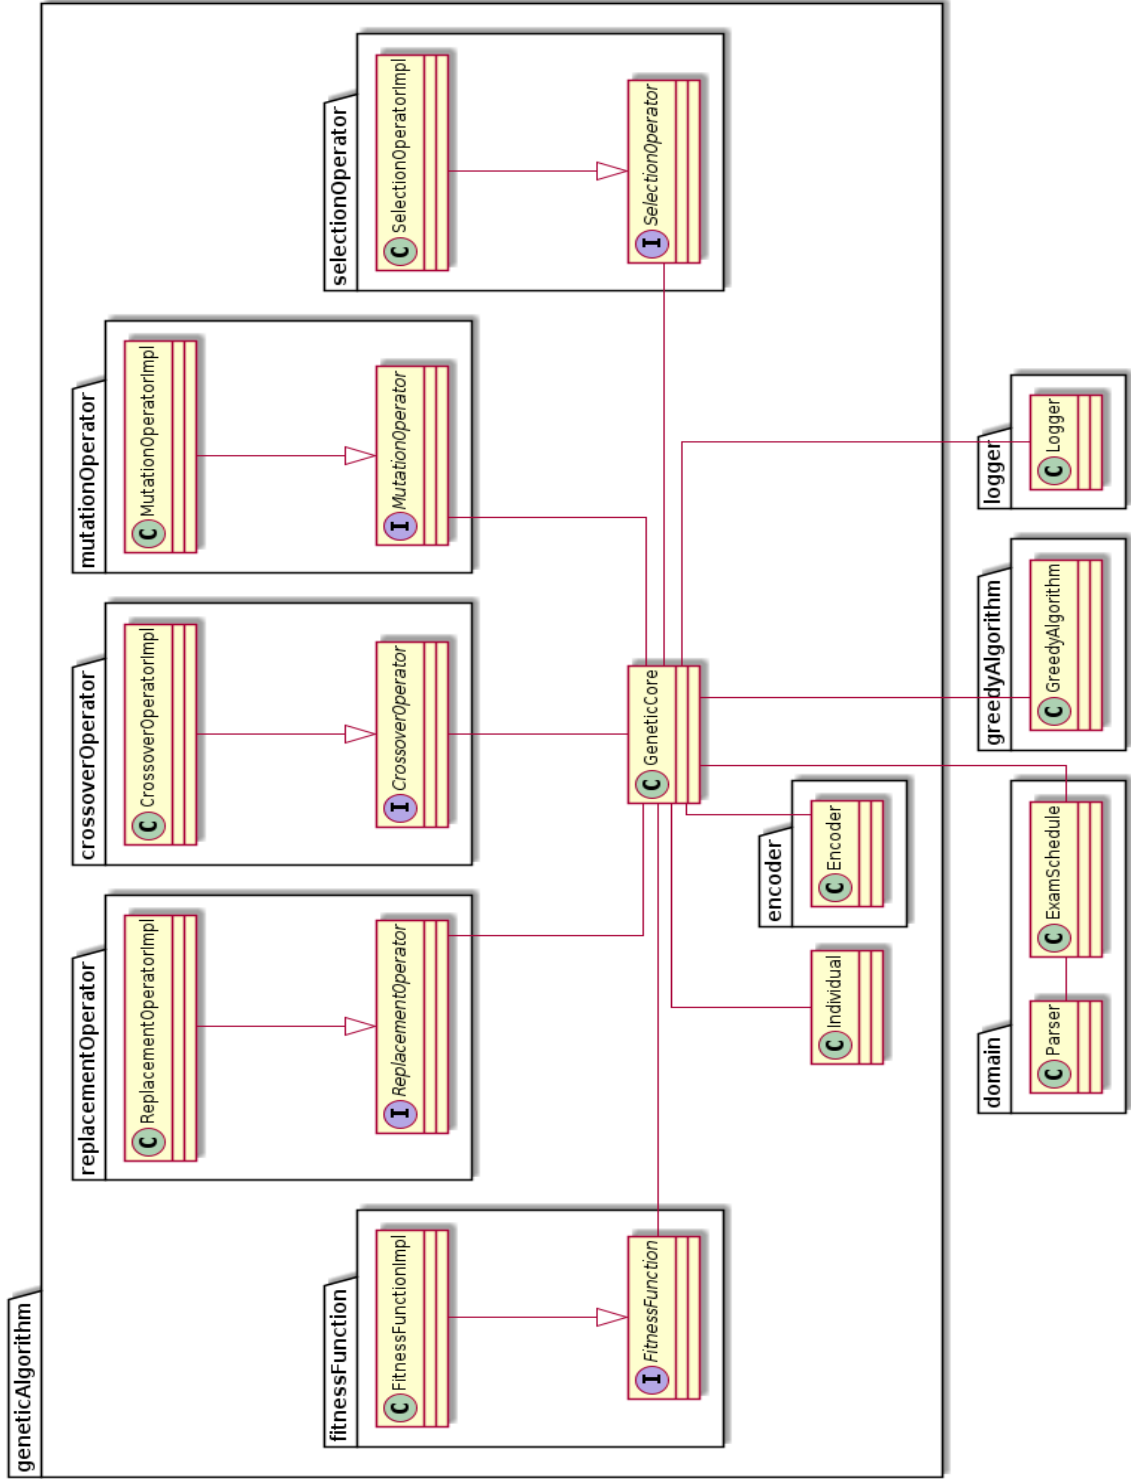 geneticAlgorithm
replacementOperator
C ReplacementOperatorImpl
I ReplacementOperator
crossoverOperator
C CrossoverOperatorImpl
I CrossoverOperator
mutationOperator
C MutationOperatorImpl
I MutationOperator
fitnessFunction
C FitnessFunctionImpl
I FitnessFunction
selectionOperator
C SelectionOperatorImpl
I SelectionOperator
C GeneticCore
C Individual
encoder
C Encoder
domain
C Parser
C ExamSchedule
greedyAlgorithm
C GreedyAlgorithm
logger
C Logger